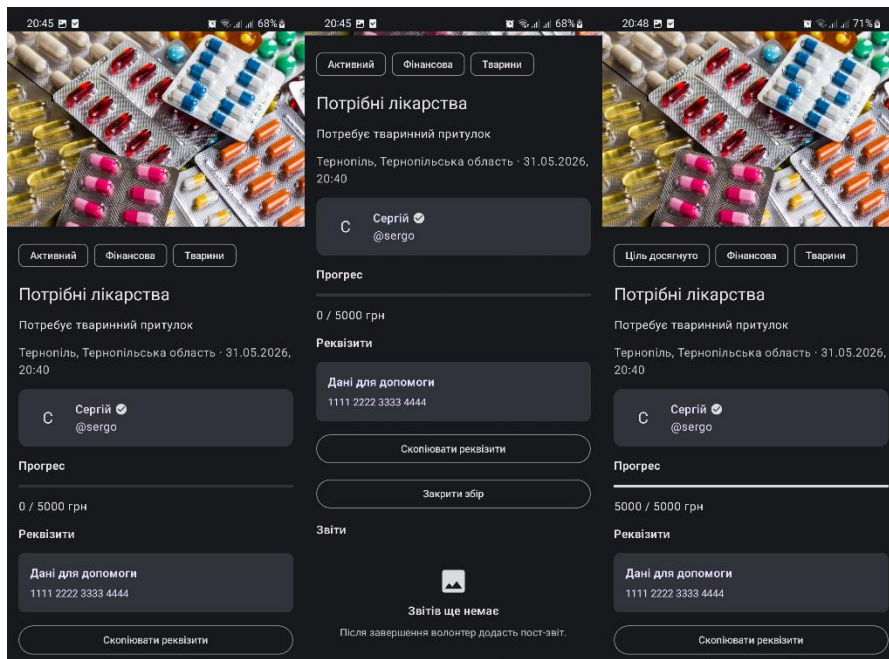 20:45 68%
Активний Фінансова Тварини
Потрібні лікарства
Потребує тваринний притулок
Тернопіль, Тернопільська область · 31.05.2026,
20:40
С Сергій
@sergo
Прогрес
0 / 5000 грн
Реквізити
Дані для допомоги
1111 2222 3333 4444
Скопіювати реквізити
20:45 68%
Активний Фінансова Тварини
Потрібні лікарства
Потребує тваринний притулок
Тернопіль, Тернопільська область · 31.05.2026,
20:40
С Сергій
@sergo
Прогрес
0 / 5000 грн
Реквізити
Дані для допомоги
1111 2222 3333 4444
Скопіювати реквізити
Закрити збір
Звіти
Звітів ще немає
Після завершення волонтер додасть пост-звіт.
20:48 71%
Ціль досягнуто Фінансова Тварини
Потрібні лікарства
Потребує тваринний притулок
Тернопіль, Тернопільська область · 31.05.2026,
20:40
С Сергій
@sergo
Прогрес
5000 / 5000 грн
Реквізити
Дані для допомоги
1111 2222 3333 4444
Скопіювати реквізити